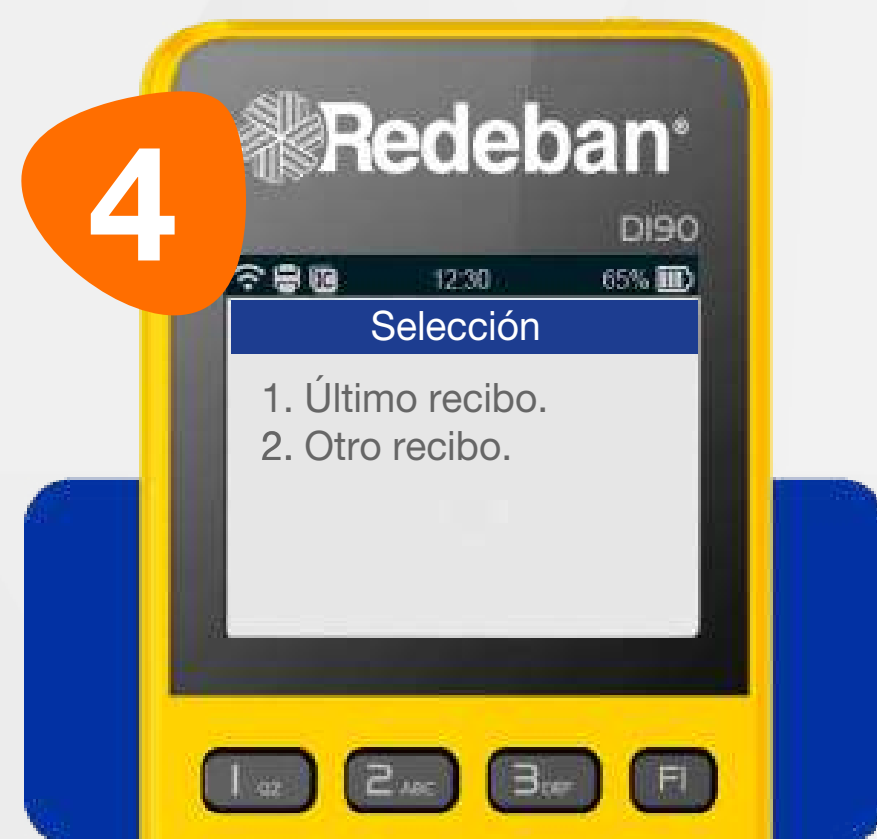 4
Redeban®
DI90
12:30 65%
Selección
1. Último recibo.
2. Otro recibo.
1 QZ 2 ABC 3 DEF F1